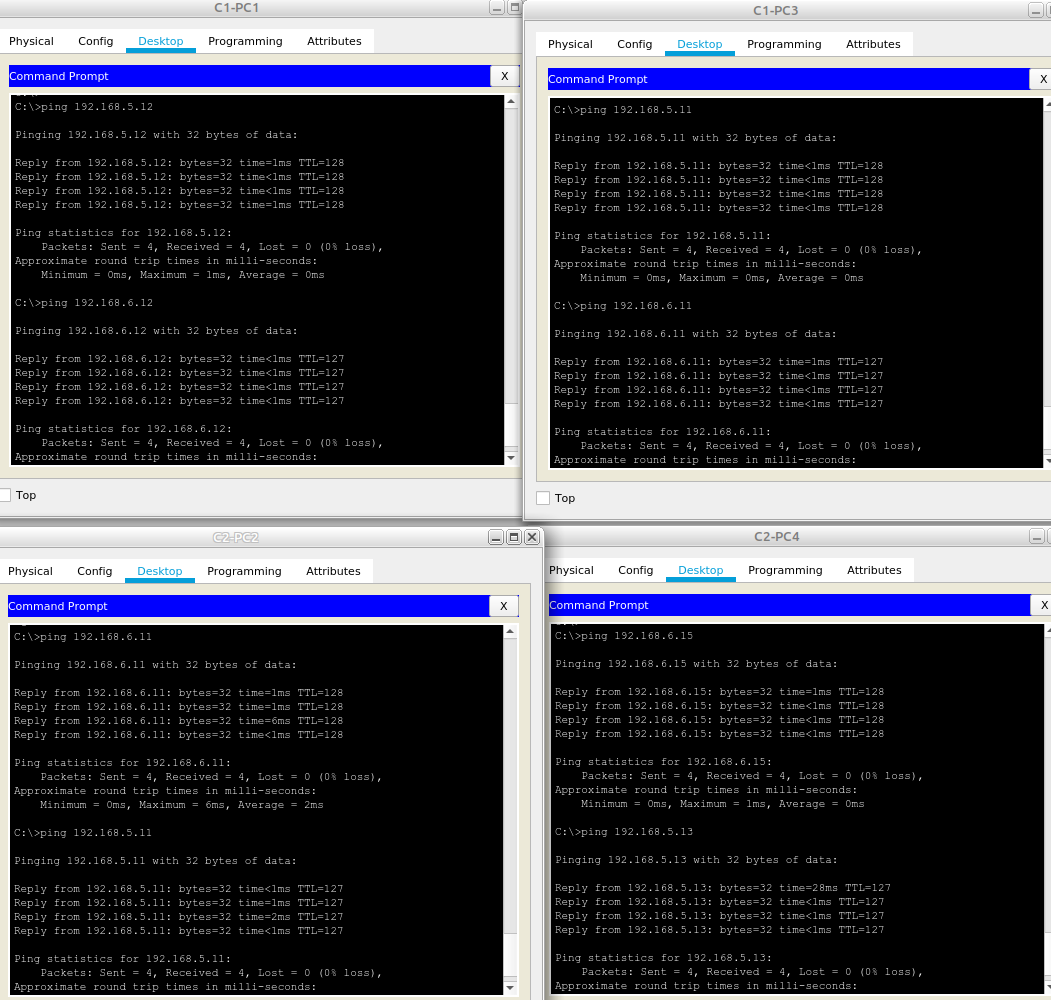 C1-PC1
Physical Config Desktop Programming Attributes
Command Prompt X
C:\>ping 192.168.5.12
Pinging 192.168.5.12 with 32 bytes of data:
Reply from 192.168.5.12: bytes=32 time=1ms TTL=128
Reply from 192.168.5.12: bytes=32 time<1ms TTL=128
Reply from 192.168.5.12: bytes=32 time<1ms TTL=128
Reply from 192.168.5.12: bytes=32 time=1ms TTL=128
Ping statistics for 192.168.5.12:
Packets: Sent = 4, Received = 4, Lost = 0 (0% loss),
Approximate round trip times in milli-seconds:
Minimum = 0ms, Maximum = 1ms, Average = 0ms
C:\>ping 192.168.6.12
Pinging 192.168.6.12 with 32 bytes of data:
Reply from 192.168.6.12: bytes=32 time<1ms TTL=127
Reply from 192.168.6.12: bytes=32 time<1ms TTL=127
Reply from 192.168.6.12: bytes=32 time<1ms TTL=127
Reply from 192.168.6.12: bytes=32 time<1ms TTL=127
Ping statistics for 192.168.6.12:
Packets: Sent = 4, Received = 4, Lost = 0 (0% loss),
Approximate round trip times in milli-seconds:
Top
C1-PC3
Physical Config Desktop Programming Attributes
Command Prompt X
C:\>ping 192.168.5.11
Pinging 192.168.5.11 with 32 bytes of data:
Reply from 192.168.5.11: bytes=32 time<1ms TTL=128
Reply from 192.168.5.11: bytes=32 time<1ms TTL=128
Reply from 192.168.5.11: bytes=32 time<1ms TTL=128
Reply from 192.168.5.11: bytes=32 time<1ms TTL=128
Ping statistics for 192.168.5.11:
Packets: Sent = 4, Received = 4, Lost = 0 (0% loss),
Approximate round trip times in milli-seconds:
Minimum = 0ms, Maximum = 0ms, Average = 0ms
C:\>ping 192.168.6.11
Pinging 192.168.6.11 with 32 bytes of data:
Reply from 192.168.6.11: bytes=32 time=1ms TTL=127
Reply from 192.168.6.11: bytes=32 time<1ms TTL=127
Reply from 192.168.6.11: bytes=32 time<1ms TTL=127
Reply from 192.168.6.11: bytes=32 time<1ms TTL=127
Ping statistics for 192.168.6.11:
Packets: Sent = 4, Received = 4, Lost = 0 (0% loss),
Approximate round trip times in milli-seconds:
Top
C2-PC2
Physical Config Desktop Programming Attributes
Command Prompt X
C:\>ping 192.168.6.11
Pinging 192.168.6.11 with 32 bytes of data:
Reply from 192.168.6.11: bytes=32 time=1ms TTL=128
Reply from 192.168.6.11: bytes=32 time=1ms TTL=128
Reply from 192.168.6.11: bytes=32 time=6ms TTL=128
Reply from 192.168.6.11: bytes=32 time<1ms TTL=128
Ping statistics for 192.168.6.11:
Packets: Sent = 4, Received = 4, Lost = 0 (0% loss),
Approximate round trip times in milli-seconds:
Minimum = 0ms, Maximum = 6ms, Average = 2ms
C:\>ping 192.168.5.11
Pinging 192.168.5.11 with 32 bytes of data:
Reply from 192.168.5.11: bytes=32 time<1ms TTL=127
Reply from 192.168.5.11: bytes=32 time=1ms TTL=127
Reply from 192.168.5.11: bytes=32 time=2ms TTL=127
Reply from 192.168.5.11: bytes=32 time<1ms TTL=127
Ping statistics for 192.168.5.11:
Packets: Sent = 4, Received = 4, Lost = 0 (0% loss),
Approximate round trip times in milli-seconds:
C2-PC4
Physical Config Desktop Programming Attributes
Command Prompt X
C:\>ping 192.168.6.15
Pinging 192.168.6.15 with 32 bytes of data:
Reply from 192.168.6.15: bytes=32 time=1ms TTL=128
Reply from 192.168.6.15: bytes=32 time<1ms TTL=128
Reply from 192.168.6.15: bytes=32 time<1ms TTL=128
Reply from 192.168.6.15: bytes=32 time<1ms TTL=128
Ping statistics for 192.168.6.15:
Packets: Sent = 4, Received = 4, Lost = 0 (0% loss),
Approximate round trip times in milli-seconds:
Minimum = 0ms, Maximum = 1ms, Average = 0ms
C:\>ping 192.168.5.13
Pinging 192.168.5.13 with 32 bytes of data:
Reply from 192.168.5.13: bytes=32 time=28ms TTL=127
Reply from 192.168.5.13: bytes=32 time<1ms TTL=127
Reply from 192.168.5.13: bytes=32 time<1ms TTL=127
Reply from 192.168.5.13: bytes=32 time<1ms TTL=127
Ping statistics for 192.168.5.13:
Packets: Sent = 4, Received = 4, Lost = 0 (0% loss),
Approximate round trip times in milli-seconds: